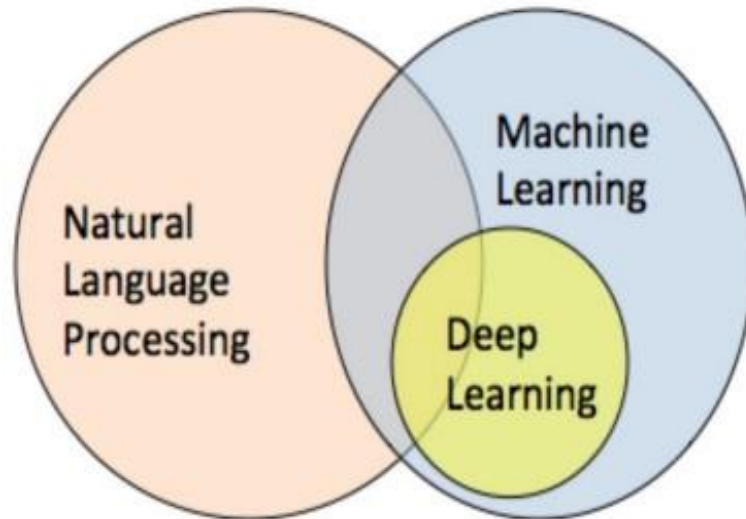 Natural
Language
Processing
Machine
Learning
Deep
Learning